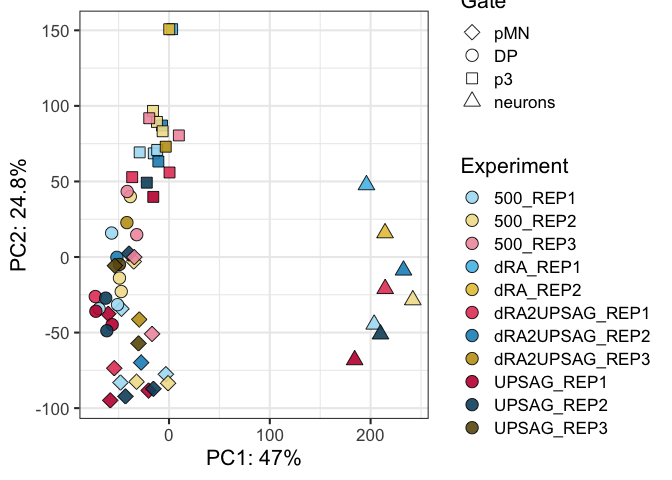 Gate
pMN
DP
p3
neurons
Experiment
500_REP1
500_REP2
500_REP3
dRA_REP1
dRA_REP2
dRA2UPSAG_REP1
dRA2UPSAG_REP2
dRA2UPSAG_REP3
UPSAG_REP1
UPSAG_REP2
UPSAG_REP3
PC2: 24.8%
150
100
50
0
-50
-100
0
100
200
PC1: 47%